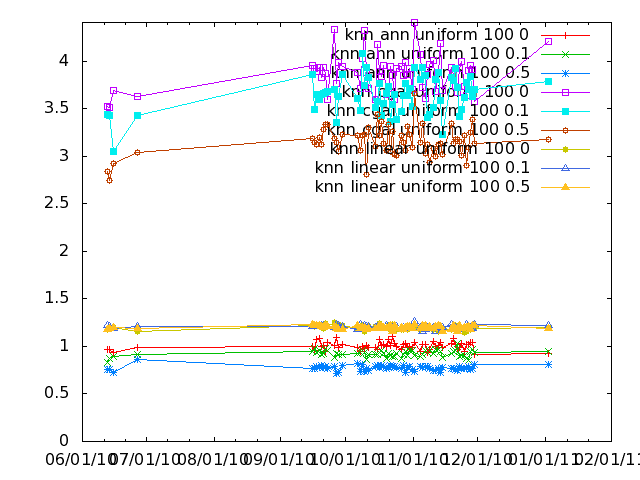 4
3.5
3
2.5
2
1.5
1
0.5
0
knn ann uniform 100 0
knn ann uniform 100 0.1
knn ann uniform 100 0.5
knn cgal uniform 100 0
knn cgal uniform 100 0.1
knn cgal uniform 100 0.5
knn linear uniform 100 0
knn linear uniform 100 0.1
knn linear uniform 100 0.5
06/01/10 07/01/10 08/01/10 09/01/10 10/01/10 11/01/10 12/01/10 01/01/11 02/01/11